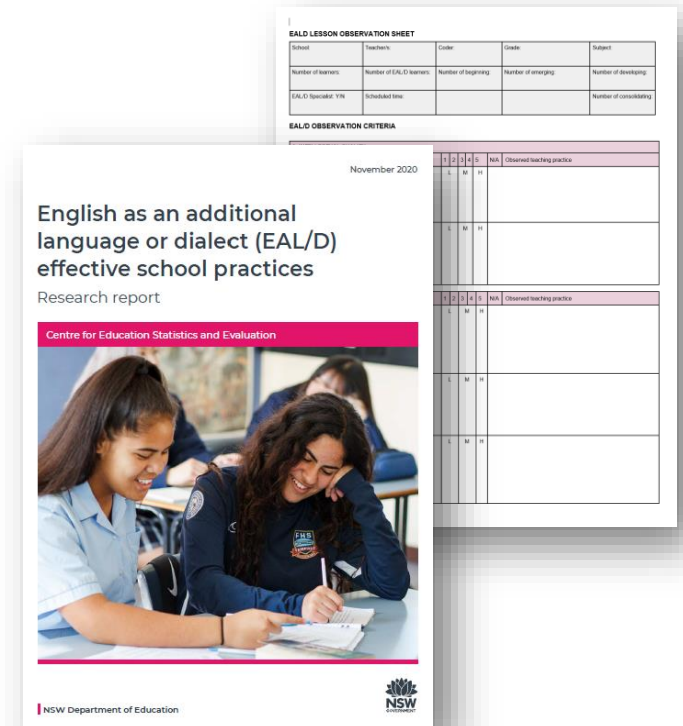 EALD LESSON OBSERVATION SHEET
School: Teacher/s: Coder: Grade: Subject:
Number of learners: Number of EAL/D learners: Number of beginning: Number of emerging: Number of developing:
EAL/D Specialist: Y/N Scheduled time: Number of consolidating:
EAL/D OBSERVATION CRITERIA
1 2 3 4 5 N/A Observed teaching practice
L M H
L M H
1 2 3 4 5 N/A Observed teaching practice
L M H
L M H
L M H
November 2020
English as an additional
language or dialect (EAL/D)
effective school practices
Research report
Centre for Education Statistics and Evaluation
FHS
NSW Department of Education
NSW
GOVERNMENT